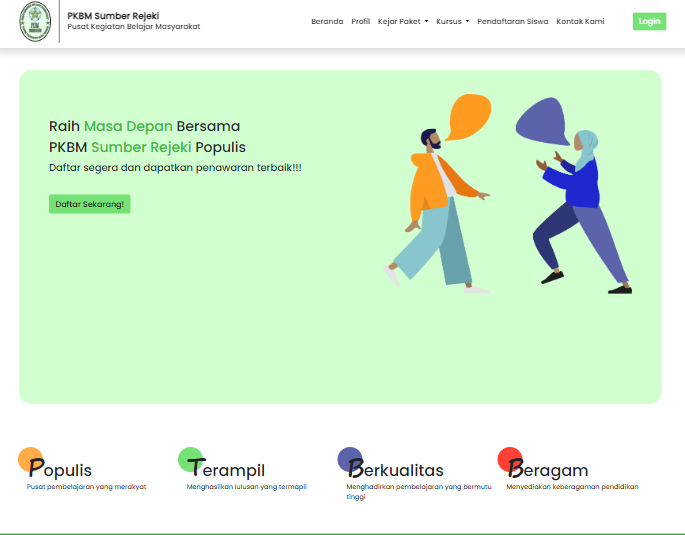 PKBM Sumber Rejeki
Pusat Kegiatan Belajar Masyarakat
Beranda Profil Kejar Paket Kursus Pendaftaran Siswa Kontak Kami Login
Raih Masa Depan Bersama
PKBM Sumber Rejeki Populis
Daftar segera dan dapatkan penawaran terbaik!!!
Daftar Sekarang!
Populis
Pusat pembelajaran yang merakyat
Terampil
Menghasilkan lulusan yang termapil
Berkualitas
Menghadirkan pembelajaran yang bermutu
tinggi
Beragam
Menyediakan keberagaman pendidikan